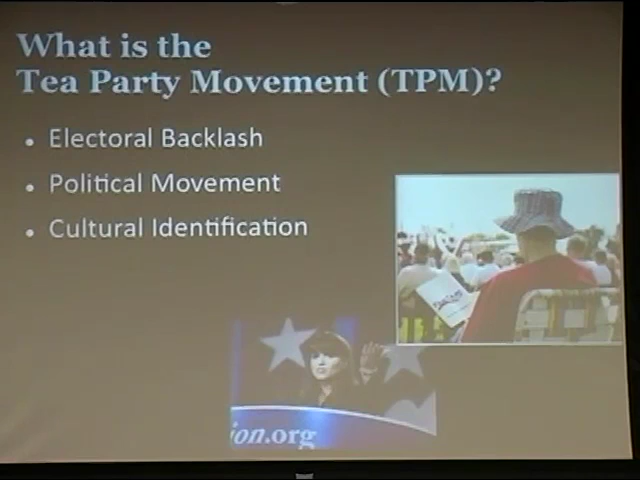 What is the
Tea Party Movement (TPM)?
• Electoral Backlash
• Political Movement
• Cultural Identification
ion.org